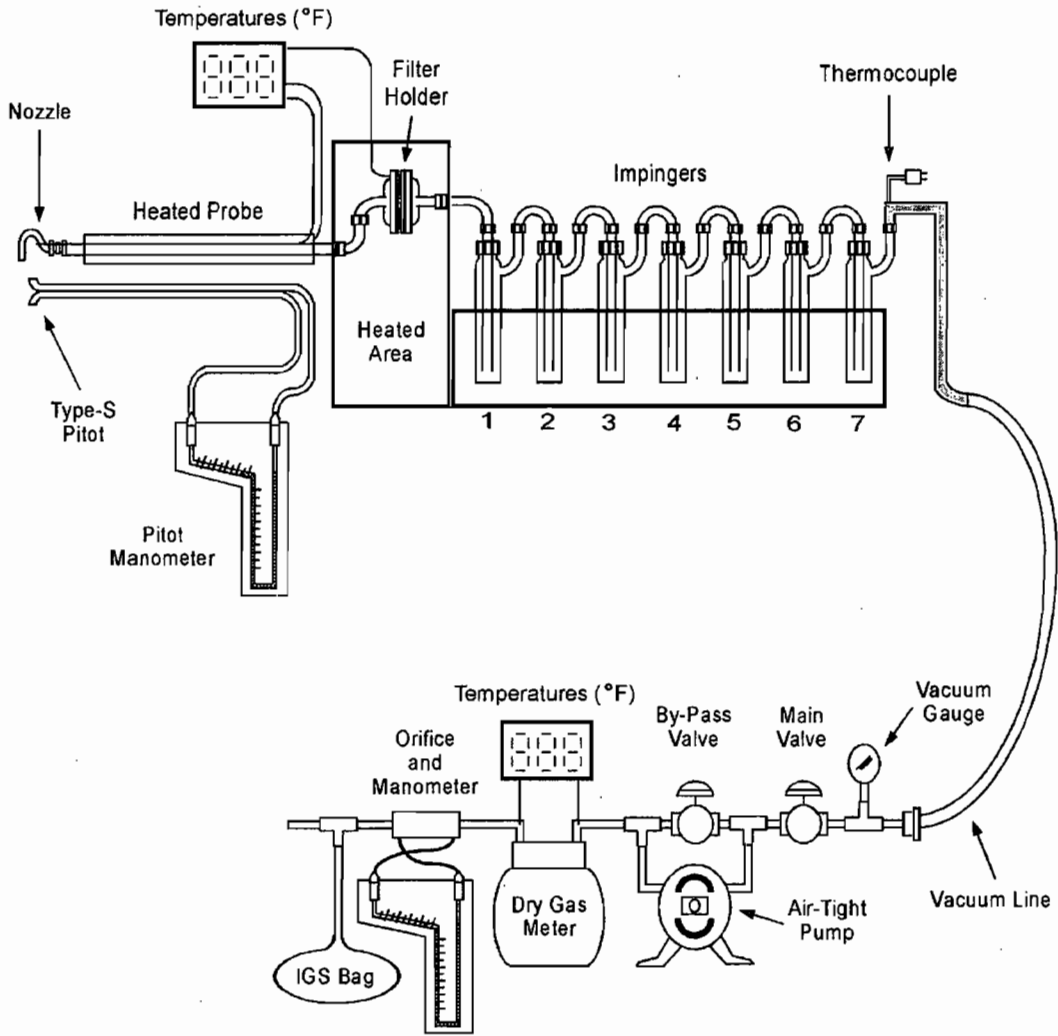 Temperatures (°F)
Filter
Holder
Thermocouple
Nozzle
Heated Probe
Impingers
Heated
Area
Type-S
Pitot
1 2 3 4 5 6 7
Pitot
Manometer
Temperatures (°F)
Orifice
and
Manometer
By-Pass
Valve
Main
Valve
Vacuum
Gauge
Vacuum Line
Dry Gas
Meter
Air-Tight
Pump
IGS Bag